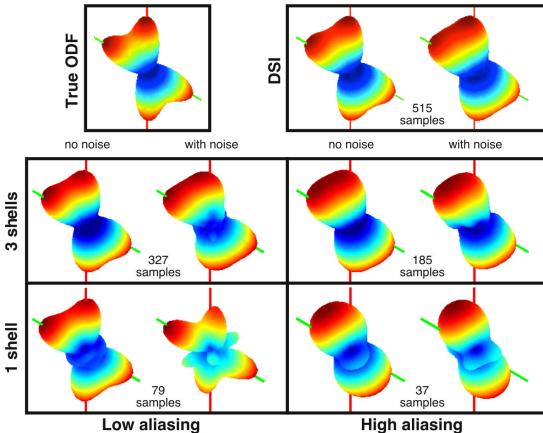 True ODF
DSI
515
samples
no noise
with noise
no noise
with noise
3 shells
327
samples
185
samples
1 shell
79
samples
37
samples
Low aliasing
High aliasing